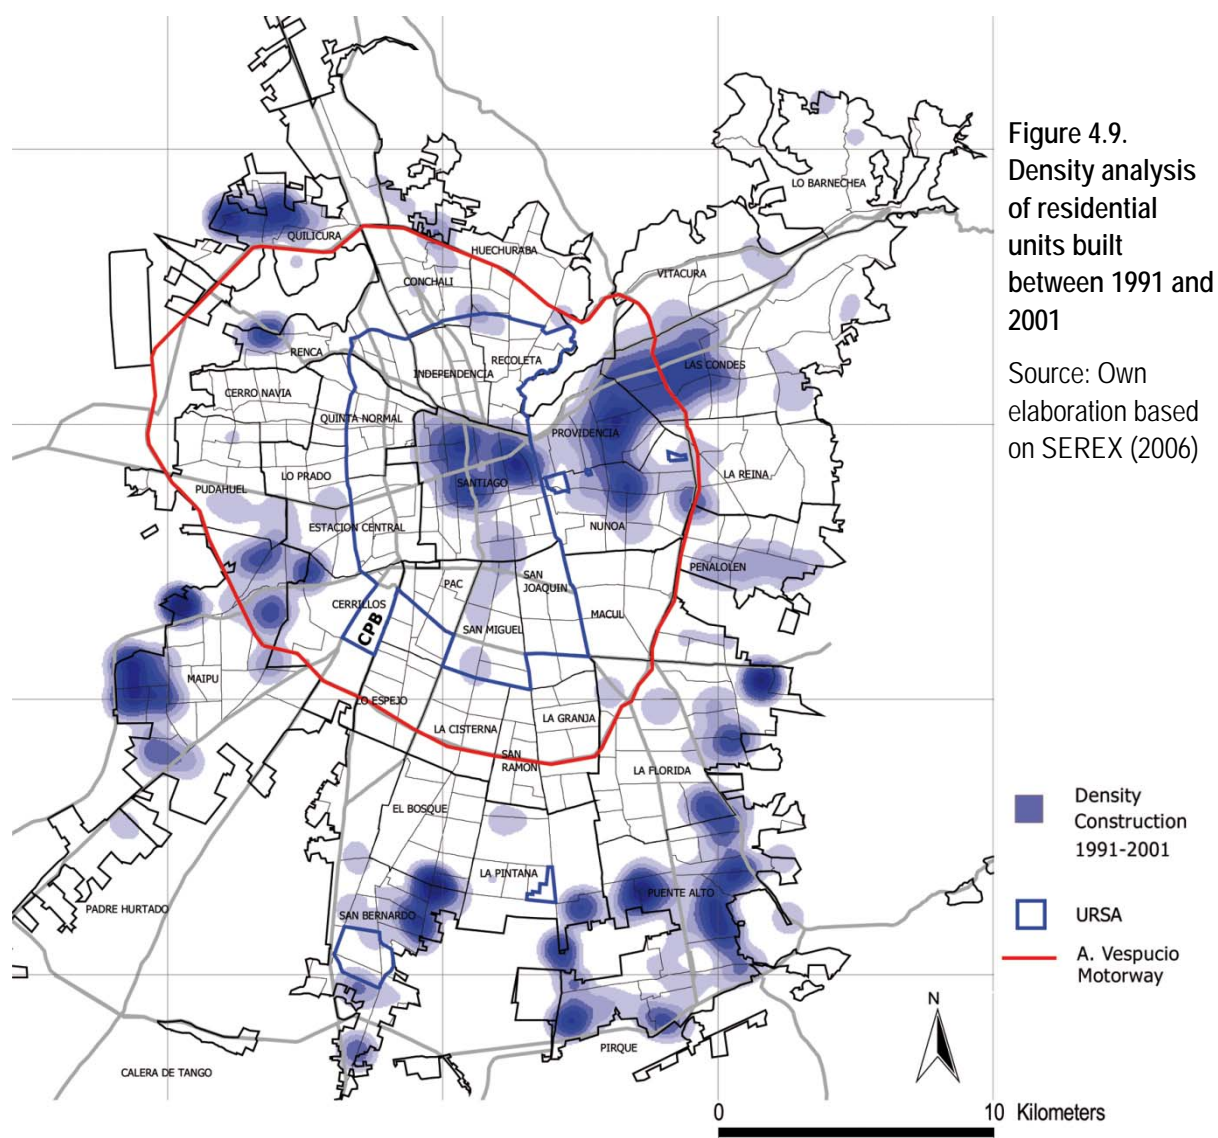 Figure 4.9.
Density analysis
of residential
units built
between 1991 and
2001
Source: Own
elaboration based
on SEREX (2006)
LO BARNECHEA
QUILICURA
HUECHURABA
VITACURA
CONCHALI
RENCA
RECOLETA
LAS CONDES
INDEPENDENCIA
CERRO NAVIA
QUINTA NORMAL
PROVIDENCIA
LO PRADO
LA REINA
PUDAHUEL
SANTIAGO
ESTACION CENTRAL
NUNOA
PEÑALOLEN
PAC
SAN
JOAQUIN
CERRILLOS
CPB
MACUL
SAN MIGUEL
MAIPU
LO ESPEJO
LA GRANJA
LA CISTERNA
SAN
RAMON
LA FLORIDA
EL BOSQUE
LA PINTANA
PUENTE ALTO
PADRE HURTADO
SAN BERNARDO
PIRQUE
CALERA DE TANGO
Density
Construction
1991-2001
URSA
A. Vespucio
Motorway
N
0 10 Kilometers